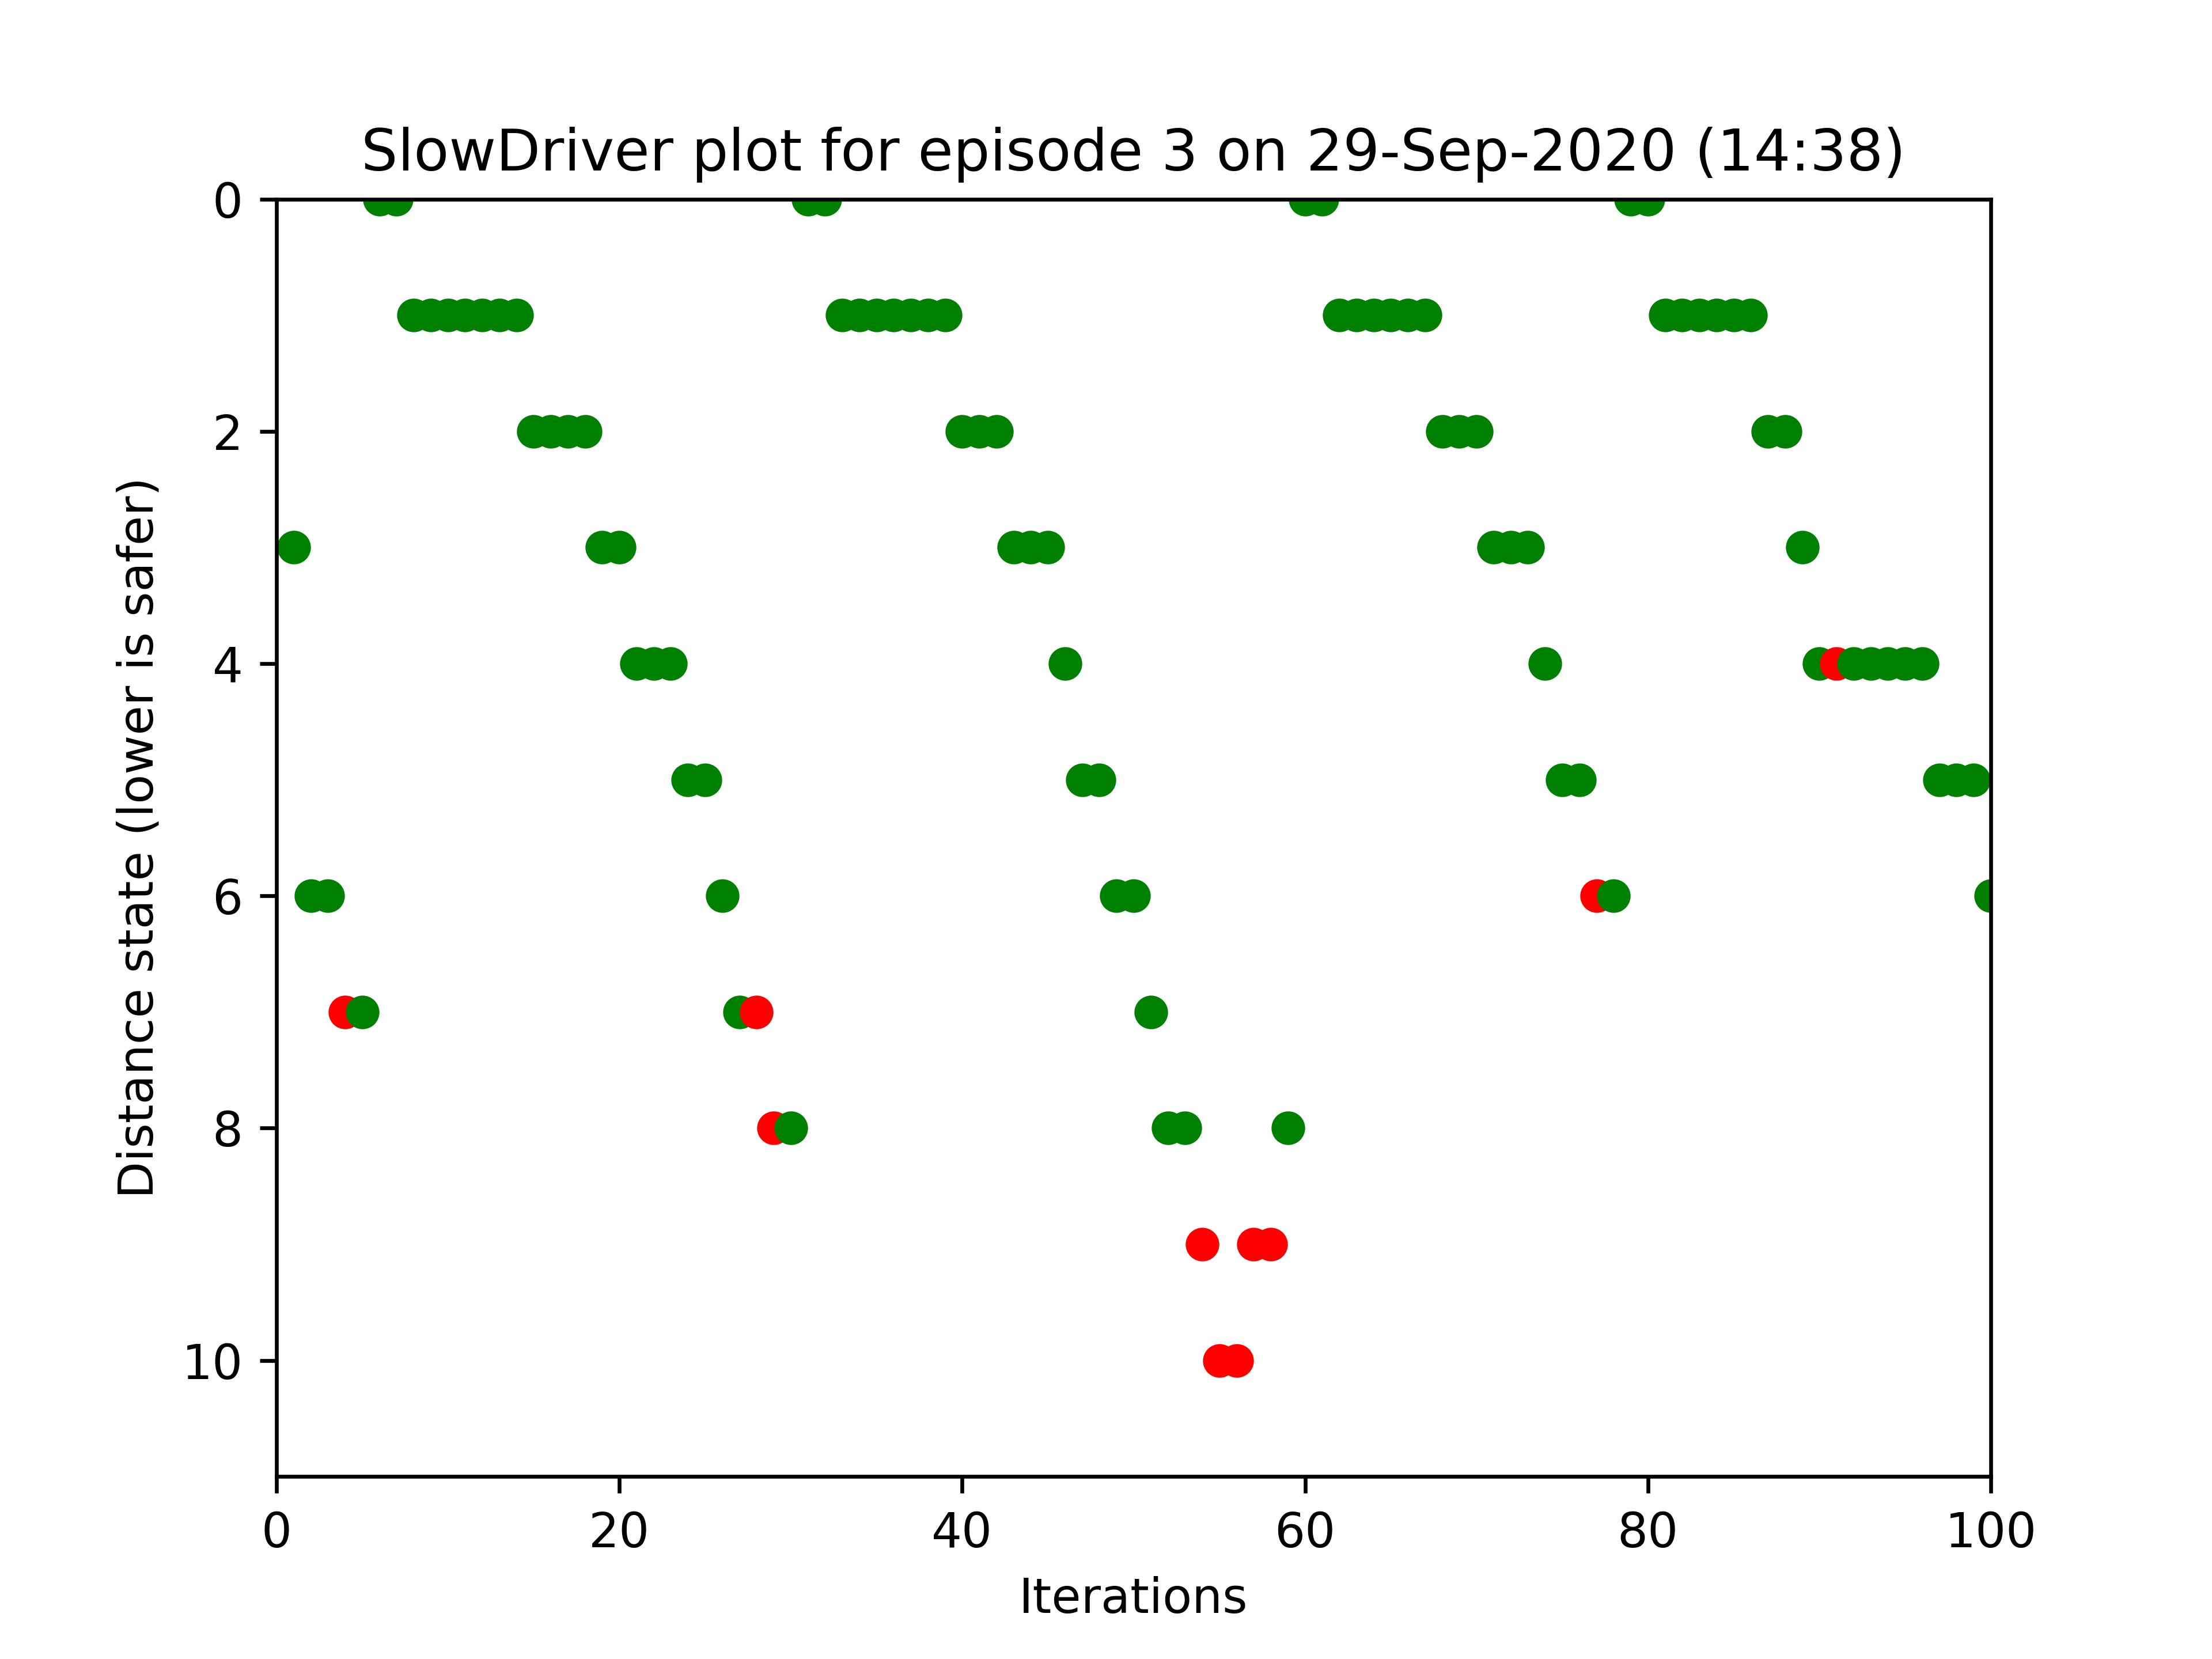 SlowDriver plot for episode 3 on 29-Sep-2020 (14:38)
0
2
4
6
8
10
Distance state (lower is safer)
0 20 40 60 80 100
Iterations